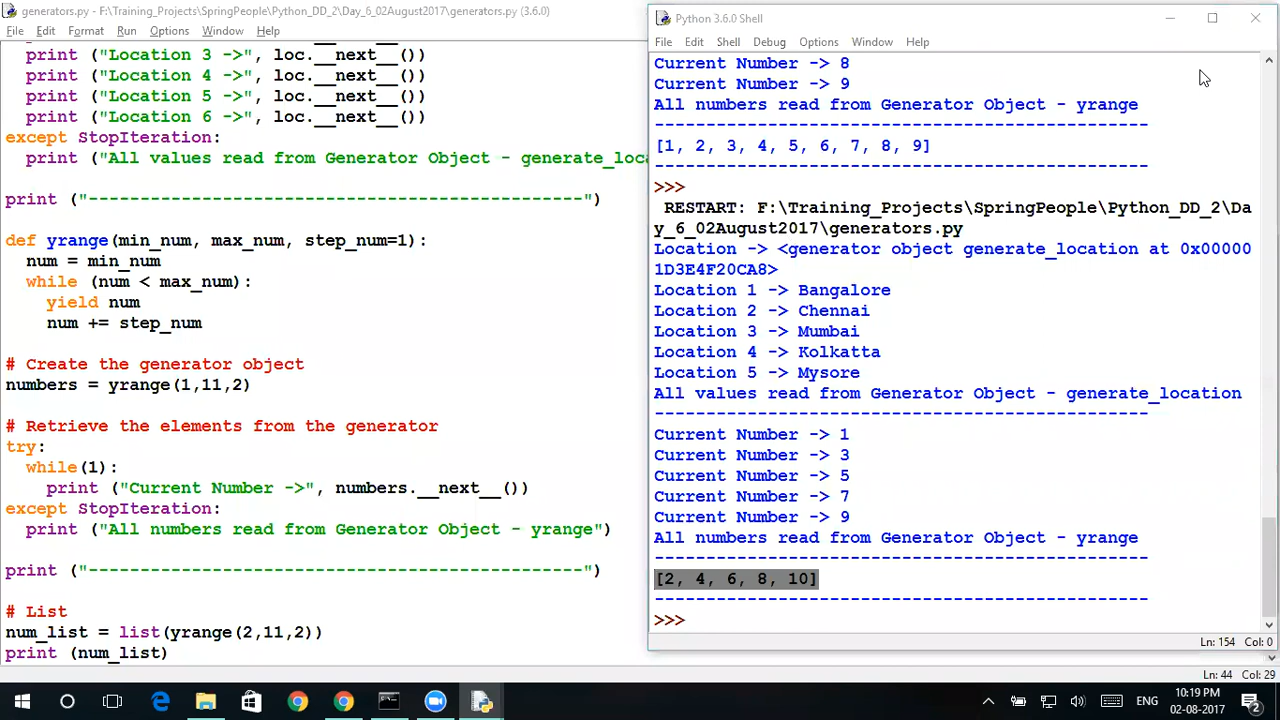 generators.py - F:\Training_Projects\SpringPeople\Python_DD_2\Day_6_02August2017\generators.py (3.6.0)
File Edit Format Run Options Window Help
print ("Location 3 ->", loc.__next__())
print ("Location 4 ->", loc.__next__())
print ("Location 5 ->", loc.__next__())
print ("Location 6 ->", loc.__next__())
except StopIteration:
print ("All values read from Generator Object - generate_loca
print ("------------------------------------------------")
def yrange(min_num, max_num, step_num=1):
num = min_num
while (num < max_num):
yield num
num += step_num
# Create the generator object
numbers = yrange(1,11,2)
# Retrieve the elements from the generator
try:
while(1):
print ("Current Number ->", numbers.__next__())
except StopIteration:
print ("All numbers read from Generator Object - yrange")
print ("------------------------------------------------")
# List
num_list = list(yrange(2,11,2))
print (num_list)
Ln: 44 Col: 29
Python 3.6.0 Shell
File Edit Shell Debug Options Window Help
Current Number -> 8
Current Number -> 9
All numbers read from Generator Object - yrange
------------------------------------------------
[1, 2, 3, 4, 5, 6, 7, 8, 9]
------------------------------------------------
>>>
RESTART: F:\Training_Projects\SpringPeople\Python_DD_2\Da
y_6_02August2017\generators.py
Location -> <generator object generate_location at 0x00000
1D3E4F20CA8>
Location 1 -> Bangalore
Location 2 -> Chennai
Location 3 -> Mumbai
Location 4 -> Kolkatta
Location 5 -> Mysore
All values read from Generator Object - generate_location
------------------------------------------------
Current Number -> 1
Current Number -> 3
Current Number -> 5
Current Number -> 7
Current Number -> 9
All numbers read from Generator Object - yrange
------------------------------------------------
[2, 4, 6, 8, 10]
------------------------------------------------
>>>
Ln: 154 Col: 0
ENG
10:19 PM
02-08-2017
2